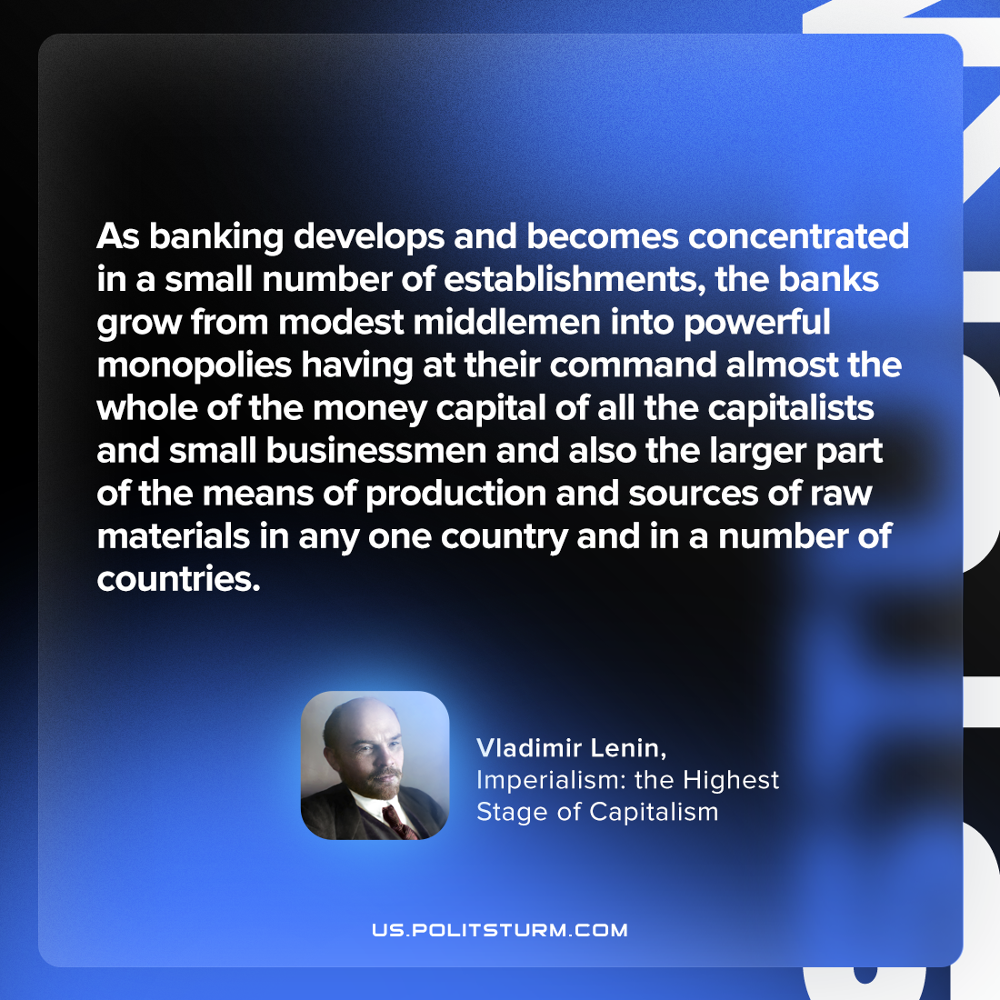 As banking develops and becomes concentrated
in a small number of establishments, the banks
grow from modest middlemen into powerful
monopolies having at their command almost the
whole of the money capital of all the capitalists
and small businessmen and also the larger part
of the means of production and sources of raw
materials in any one country and in a number of
countries.
Vladimir Lenin,
Imperialism: the Highest
Stage of Capitalism
US.POLITSTURM.COM